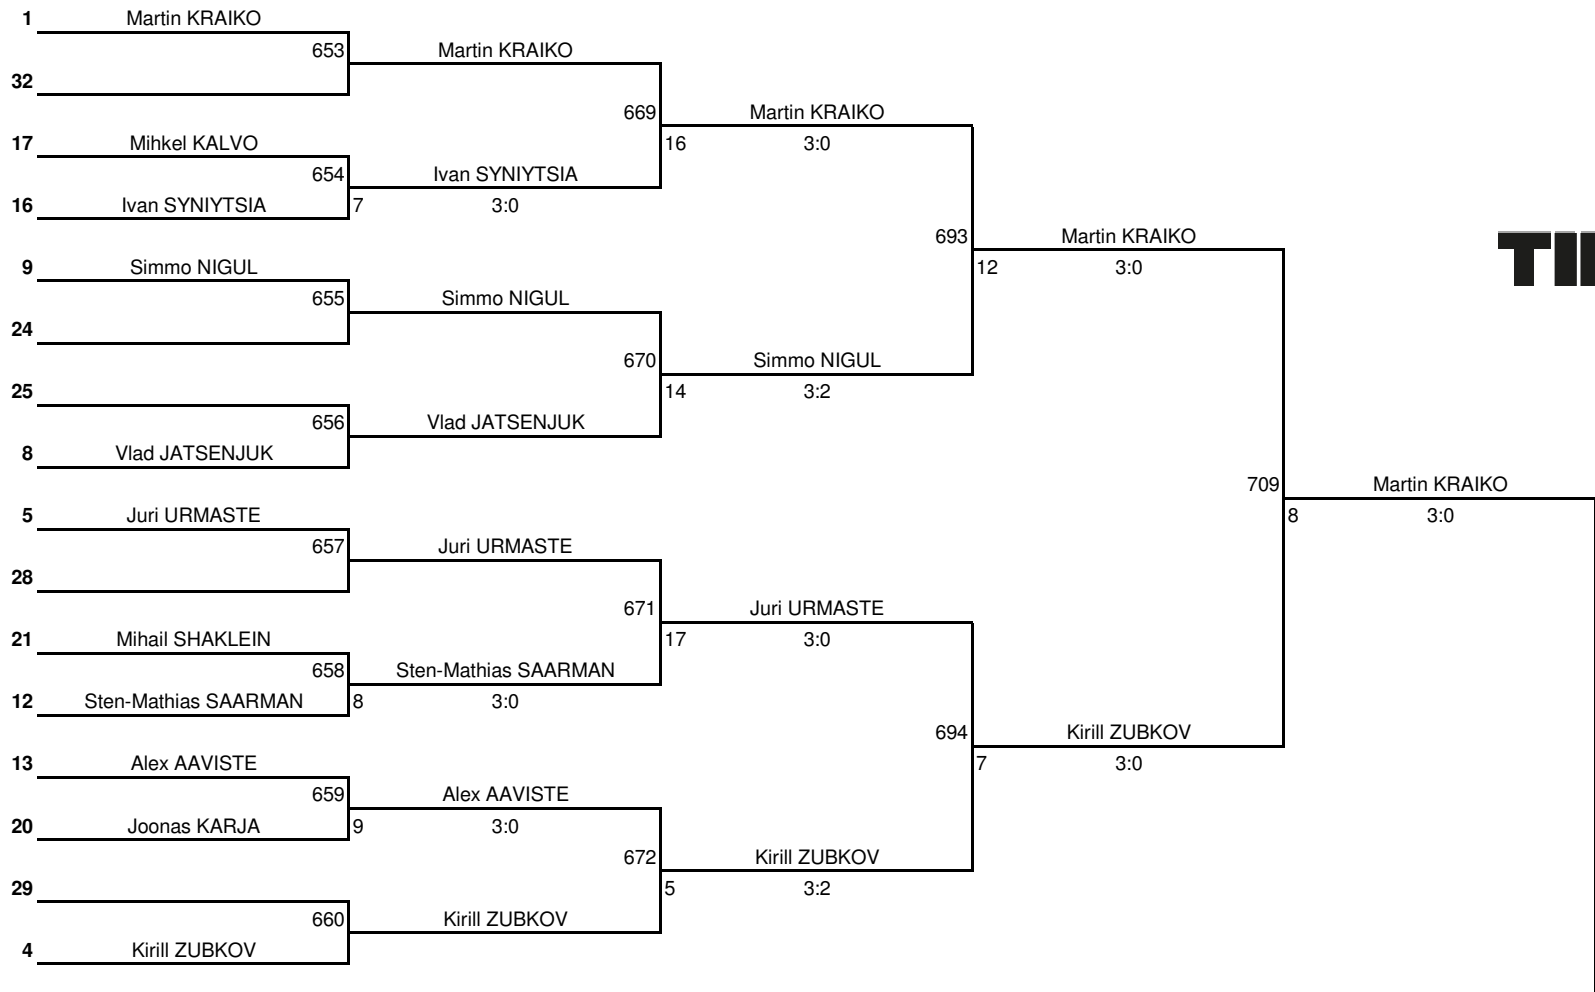 1 Martin KRAIKO
653 Martin KRAIKO
32
669 Martin KRAIKO
17 Mihkel KALVO
16 3:0
654 Ivan SYNIYTSIA
16 Ivan SYNIYTSIA 7 3:0
693 Martin KRAIKO
9 Simmo NIGUL
12 3:0
655 Simmo NIGUL
24
670 Simmo NIGUL
25
14 3:2
656 Vlad JATSENJUK
8 Vlad JATSENJUK
709 Martin KRAIKO
5 Juri URMASTE
8 3:0
657 Juri URMASTE
28
671 Juri URMASTE
21 Mihail SHAKLEIN
17 3:0
658 Sten-Mathias SAARMAN
12 Sten-Mathias SAARMAN 8 3:0
694 Kirill ZUBKOV
13 Alex AAVISTE
7 3:0
659 Alex AAVISTE
20 Joonas KARJA 9 3:0
672 Kirill ZUBKOV
29
5 3:2
660 Kirill ZUBKOV
4 Kirill ZUBKOV